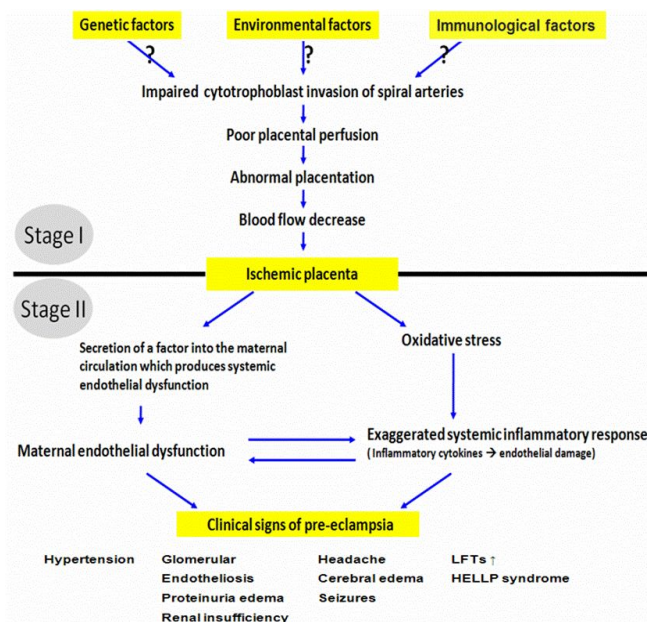 Genetic factors
Environmental factors
Immunological factors
?
?
?
Impaired cytotrophoblast invasion of spiral arteries
Poor placental perfusion
Abnormal placentation
Blood flow decrease
Stage I
Ischemic placenta
Stage II
Secretion of a factor into the maternal
circulation which produces systemic
endothelial dysfunction
Oxidative stress
Maternal endothelial dysfunction
Exaggerated systemic inflammatory response
( Inflammatory cytokines → endothelial damage)
Clinical signs of pre-eclampsia
Hypertension
Glomerular
Endotheliosis
Proteinuria edema
Renal insufficiency
Headache
Cerebral edema
Seizures
LFTs ↑
HELLP syndrome